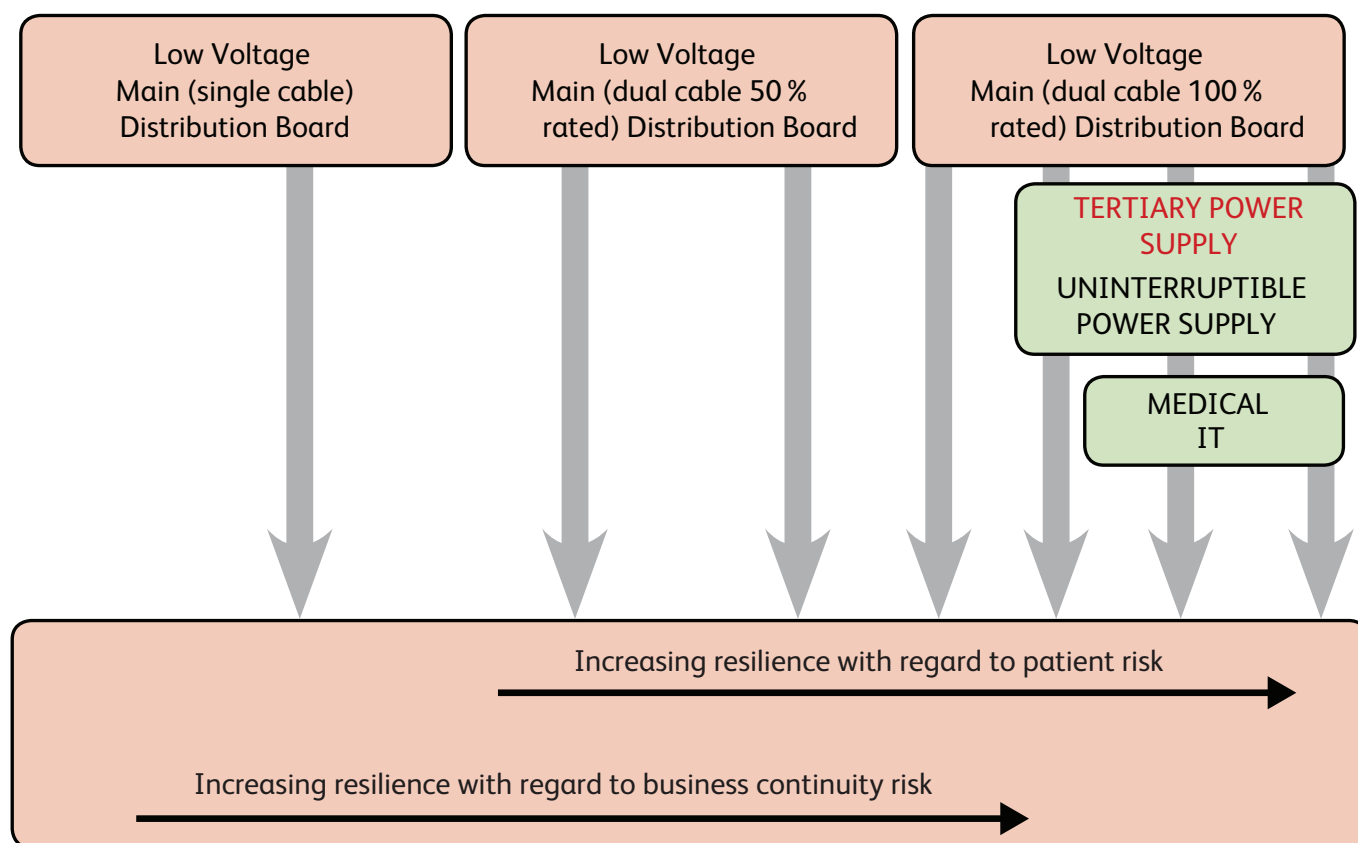 Low Voltage
Main (single cable)
Distribution Board
Low Voltage
Main (dual cable 50 %
rated) Distribution Board
Low Voltage
Main (dual cable 100 %
rated) Distribution Board
TERTIARY POWER
SUPPLY
UNINTERRUPTIBLE
POWER SUPPLY
MEDICAL
IT
Increasing resilience with regard to patient risk
Increasing resilience with regard to business continuity risk